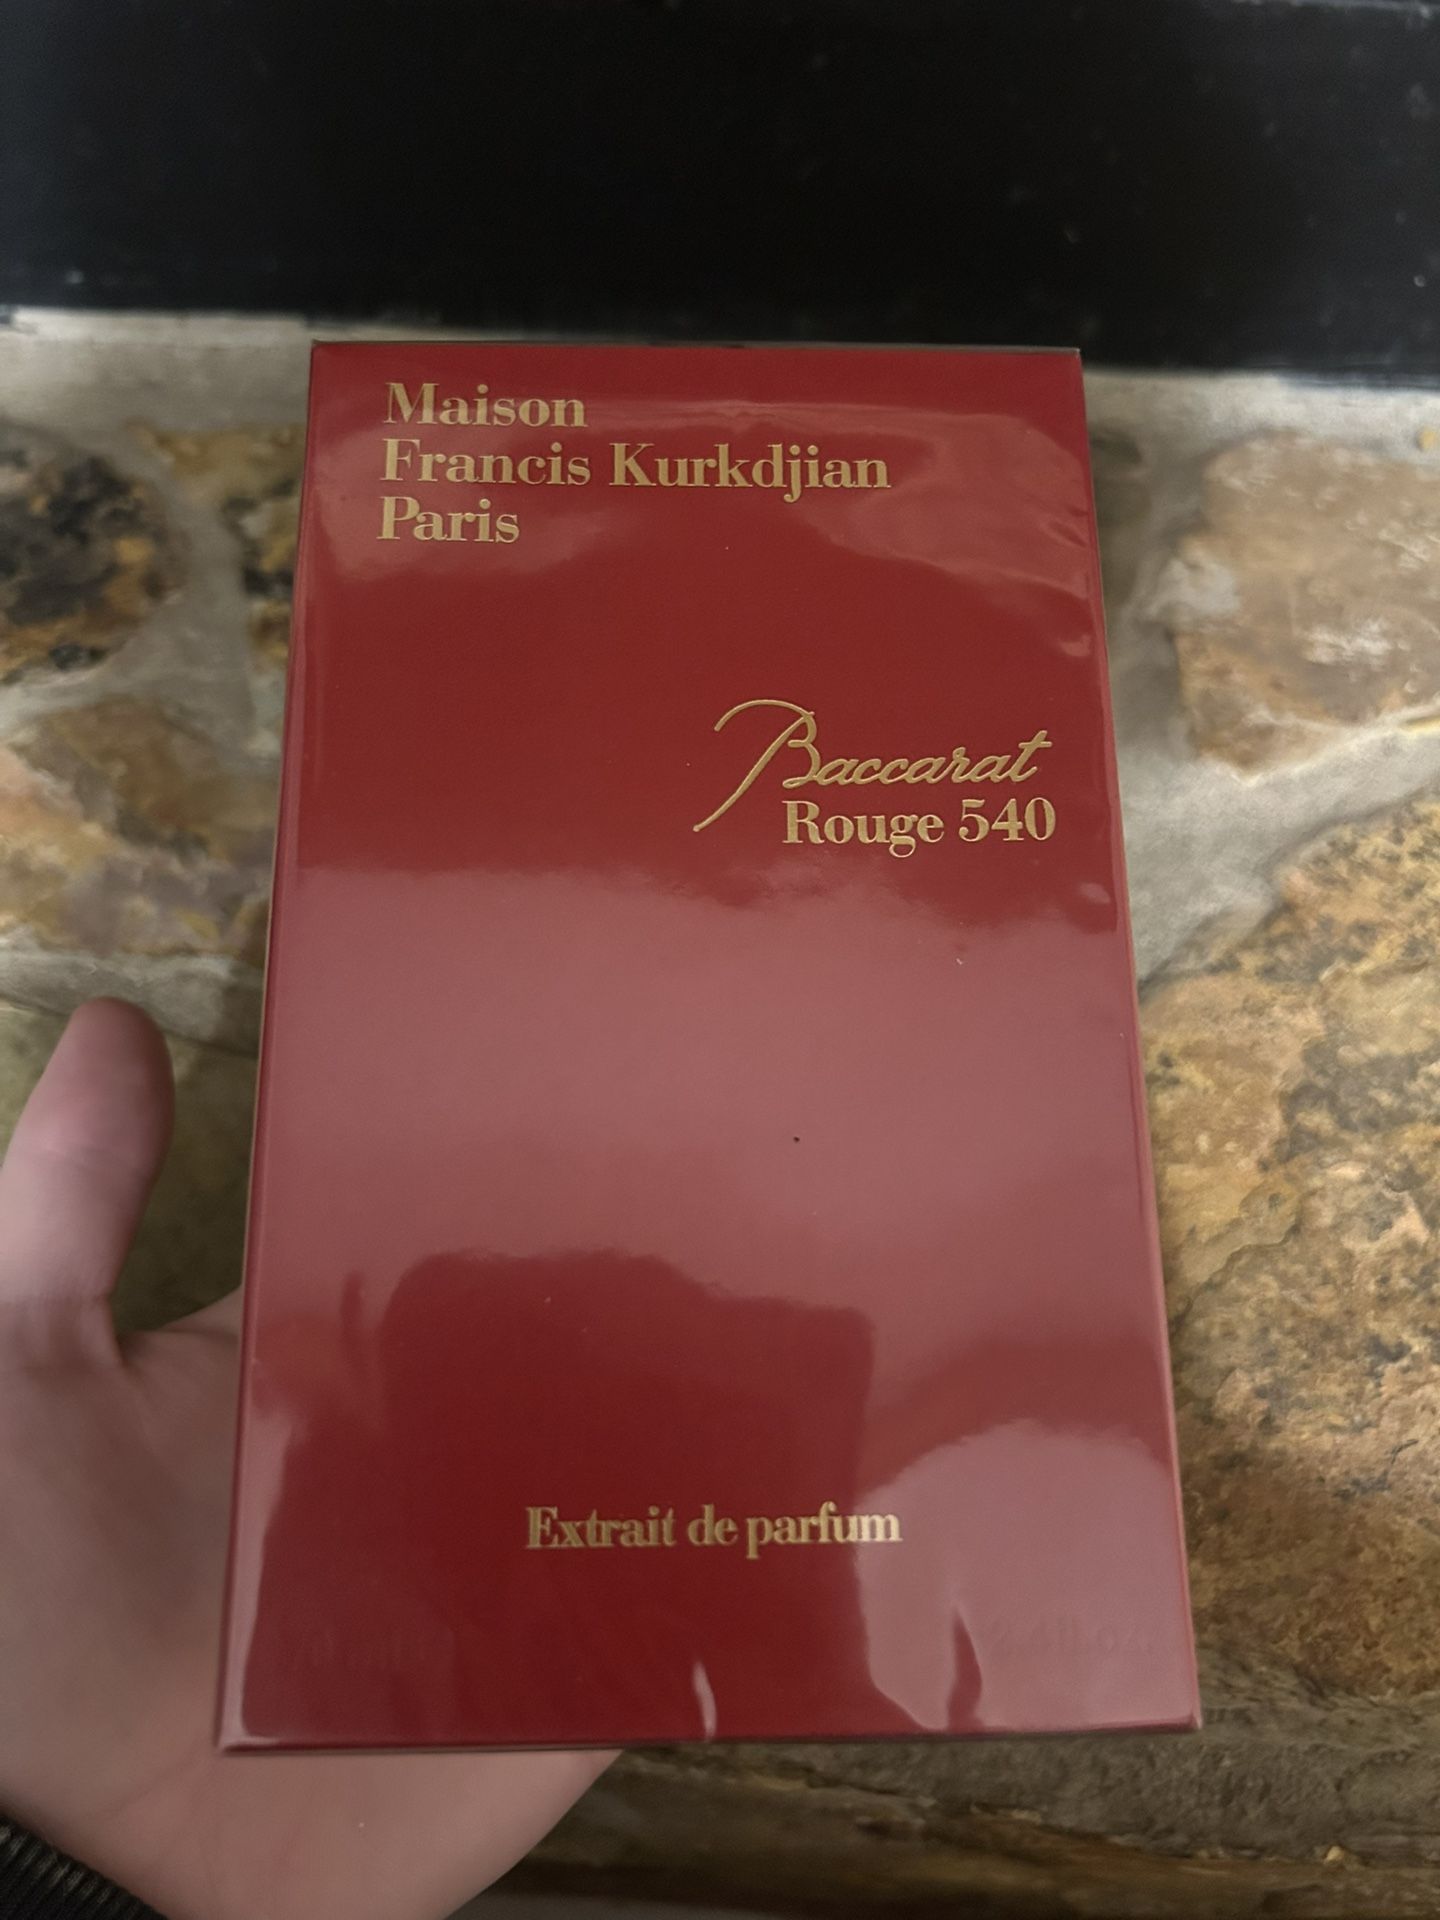 Maison
Francis Kurkdjian
Paris
Baccarat
Rouge 540
Extrait de parfum